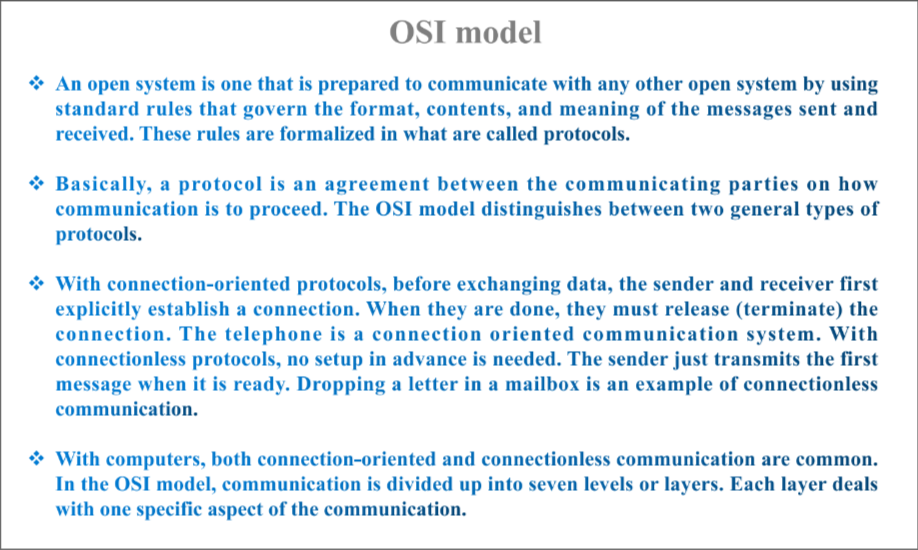 OSI model
❖ An open system is one that is prepared to communicate with any other open system by using
standard rules that govern the format, contents, and meaning of the messages sent and
received. These rules are formalized in what are called protocols.
❖ Basically, a protocol is an agreement between the communicating parties on how
communication is to proceed. The OSI model distinguishes between two general types of
protocols.
❖ With connection-oriented protocols, before exchanging data, the sender and receiver first
explicitly establish a connection. When they are done, they must release (terminate) the
connection. The telephone is a connection oriented communication system. With
connectionless protocols, no setup in advance is needed. The sender just transmits the first
message when it is ready. Dropping a letter in a mailbox is an example of connectionless
communication.
❖ With computers, both connection-oriented and connectionless communication are common.
In the OSI model, communication is divided up into seven levels or layers. Each layer deals
with one specific aspect of the communication.